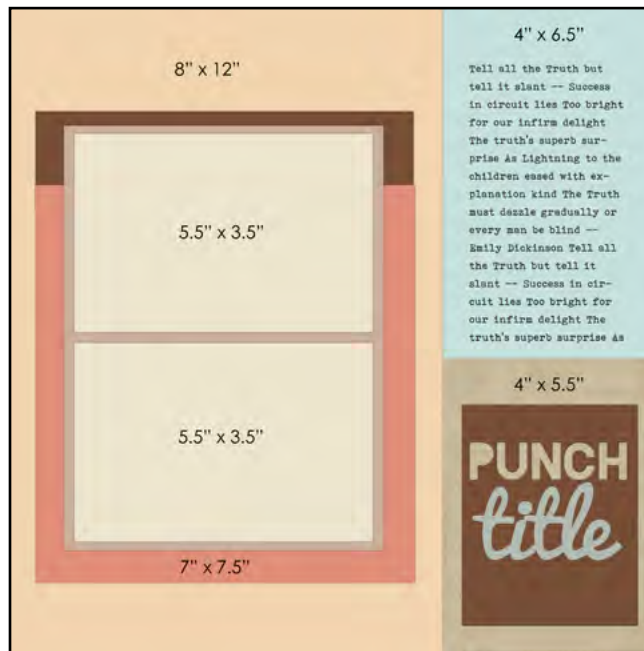 8" x 12"
5.5" x 3.5"
5.5" x 3.5"
7" x 7.5"
4" x 6.5"
Tell all the Truth but
tell it slant -- Success
in circuit lies Too bright
for our infirm delight
The truth's superb sur-
prise As Lightning to the
children eased with ex-
planation kind The Truth
must dazzle gradually or
every man be blind --
Emily Dickinson Tell all
the Truth but tell it
slant -- Success in cir-
cuit lies Too bright for
our infirm delight The
truth's superb surprise As
4" x 5.5"
PUNCH
title